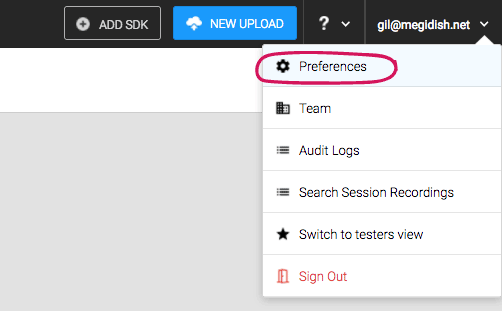 ADD SDK
NEW UPLOAD
?
gil@megidish.net
Preferences
Team
Audit Logs
Search Session Recordings
Switch to testers view
Sign Out